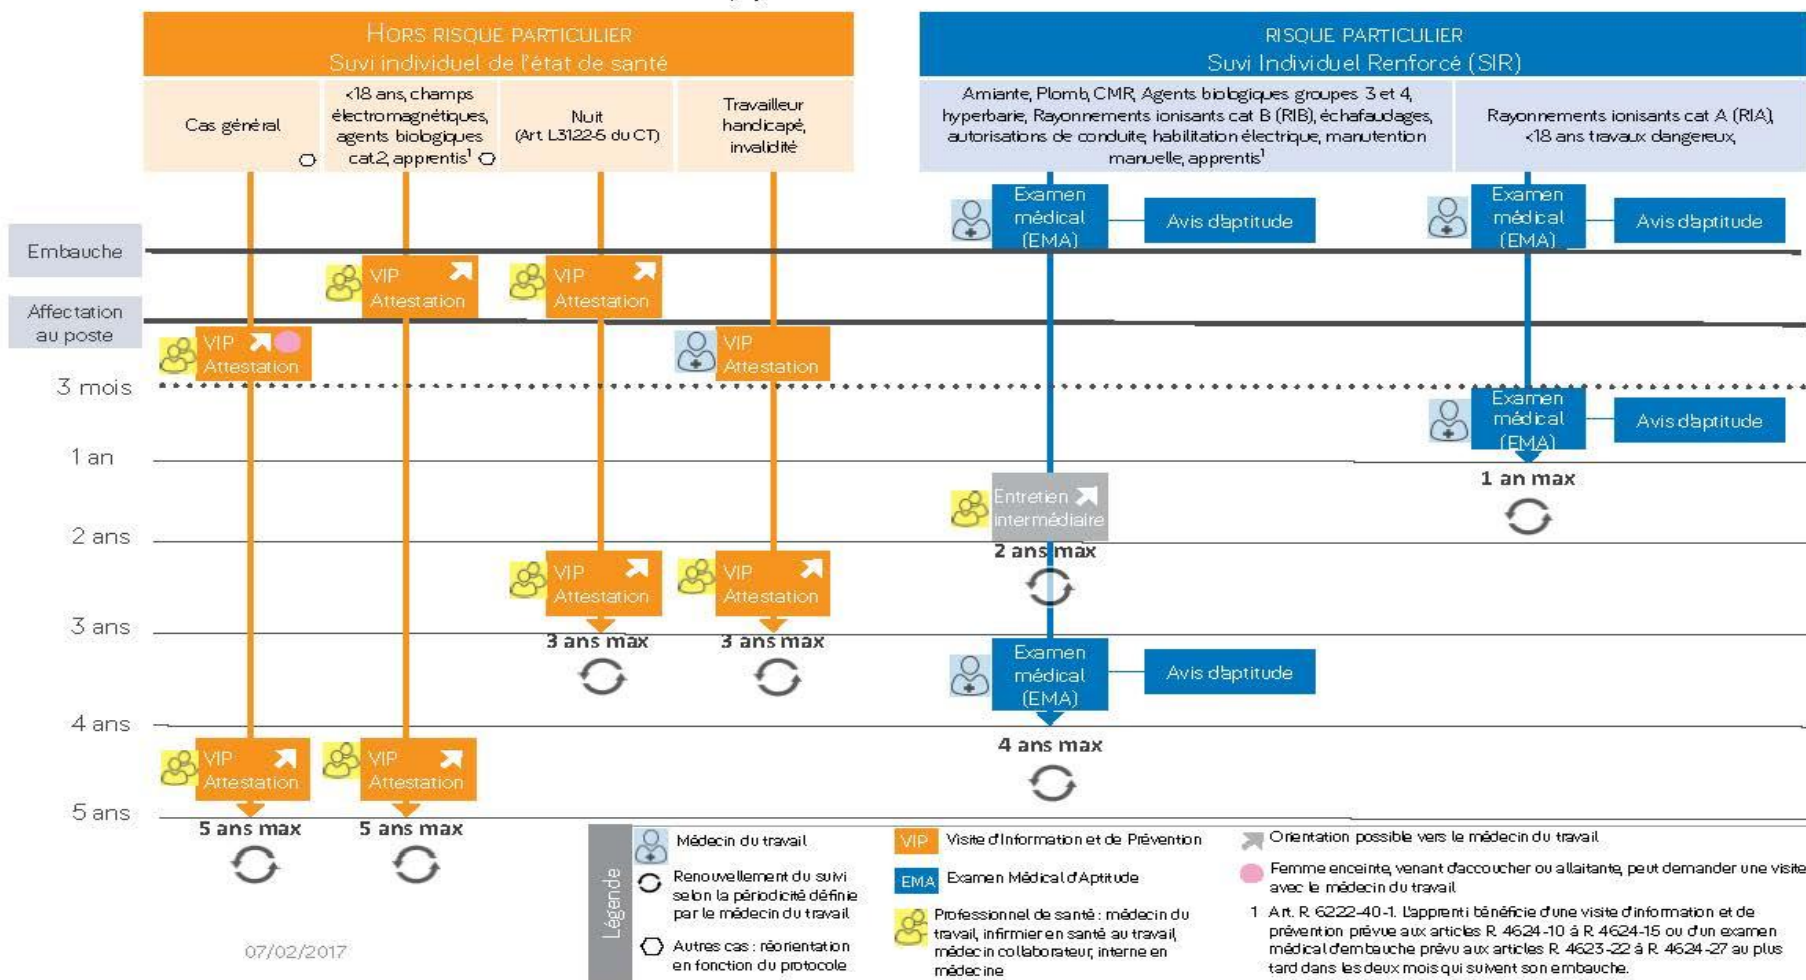 HORS RISQUE PARTICULIER
Suvi individuel de l'état de santé
RISQUE PARTICULIER
Suvi Individuel Renforcé (SIR)
Cas général
<18 ans, champs
électromagnétiques,
agents biologiques
cat.2, apprentis¹
Nuit
(Art L3122-5 du CT)
Travailleur
handicapé,
invalidité
Amiante, Plomb, CMR, Agents biologiques groupes 3 et 4,
hyperbarie, Rayonnements ionisants cat B (RIB), échafaudages,
autorisations de conduite, habilitation électrique, manutention
manuelle, apprentis¹
Rayonnements ionisants cat A (RIA),
<18 ans travaux dangereux,
Examen
médical
(EMA)
Avis d'aptitude
Examen
médical
(EMA)
Avis d'aptitude
Embauche
VIP
Attestation
VIP
Attestation
Affectation
au poste
VIP
Attestation
VIP
Attestation
3 mois
Examen
médical
(EMA)
Avis d'aptitude
1 an
1 an max
Entretien
intermédiaire
2 ans
2 ans max
VIP
Attestation
VIP
Attestation
3 ans
3 ans max
3 ans max
Examen
médical
(EMA)
Avis d'aptitude
4 ans
4 ans max
VIP
Attestation
VIP
Attestation
5 ans
5 ans max
5 ans max
Légende
Médecin du travail
Renouvellement du suivi
selon la périodicité définie
par le médecin du travail
Autres cas : réorientation
en fonction du protocole
VIP Visite d'Information et de Prévention
EMA Examen Médical d'Aptitude
Professionnel de santé : médecin du
travail, infirmier en santé au travail,
médecin collaborateur, interne en
médecine
Orientation possible vers le médecin du travail
Femme enceinte, venant d'accoucher ou allaitante, peut demander une visite
avec le médecin du travail
1 Art. R. 6222-40-1. L'apprenti bénéficie d'une visite d'information et de
prévention prévue aux articles R. 4624-10 à R. 4624-15 ou d'un examen
médical d'embauche prévu aux articles R. 4623-22 à R. 4624-27 au plus
tard dans les deux mois qui suivent son embauche.
07/02/2017